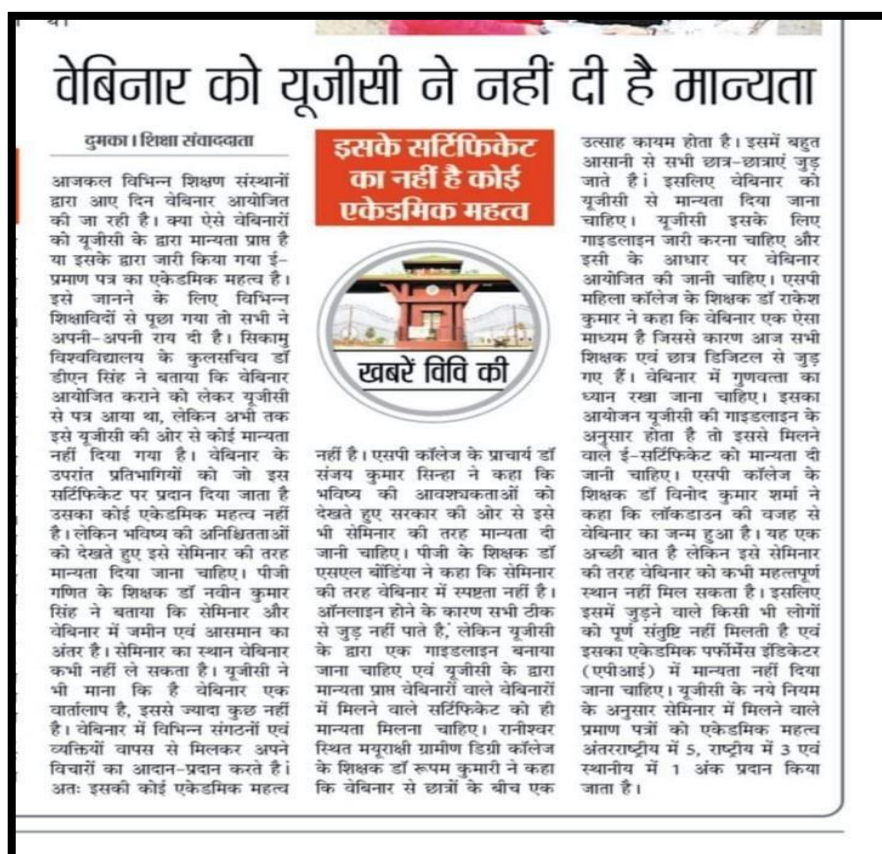 वेबिनार को यूजीसी ने नहीं दी है मान्यता
दुमका। शिक्षा संवाददाता
आजकल विभिन्न शिक्षण संस्थानों
द्वारा आए दिन वेबिनार आयोजित
की जा रही है। क्या ऐसे वेबिनारों
को यूजीसी के द्वारा मान्यता प्राप्त है
या इसके द्वारा जारी किया गया ई-
प्रमाण पत्र का एकेडमिक महत्व है।
इसे जानने के लिए विभिन्न
शिक्षाविदों से पूछा गया तो सभी ने
अपनी-अपनी राय दी है। सिकामु
विश्वविद्यालय के कुलसचिव डॉ
डीएन सिंह ने बताया कि वेबिनार
आयोजित कराने को लेकर यूजीसी
से पत्र आया था, लेकिन अभी तक
इसे यूजीसी की ओर से कोई मान्यता
नहीं दिया गया है। वेबिनार के
उपरांत प्रतिभागियों को जो इस
सर्टिफिकेट पर प्रदान दिया जाता है
उसका कोई एकेडमिक महत्व नहीं
है। लेकिन भविष्य की अनिश्चितताओं
को देखते हुए इसे सेमिनार की तरह
मान्यता दिया जाना चाहिए। पीजी
गणित के शिक्षक डॉ नवीन कुमार
सिंह ने बताया कि सेमिनार और
वेबिनार में जमीन एवं आसमान का
अंतर है। सेमिनार का स्थान वेबिनार
कभी नहीं ले सकता है। यूजीसी ने
भी माना कि है वेबिनार एक
वार्तालाप है, इससे ज्यादा कुछ नहीं
है। वेबिनार में विभिन्न संगठनों एवं
व्यक्तियों वापस से मिलकर अपने
विचारों का आदान-प्रदान करते है।
अतः इसकी कोई एकेडमिक महत्व
इसके सर्टिफिकेट
का नहीं है कोई
एकेडमिक महत्व
खबरें विवि की
नहीं है। एसपी कॉलेज के प्राचार्य डॉ
संजय कुमार सिन्हा ने कहा कि
भविष्य की आवश्यकताओं को
देखते हुए सरकार की ओर से इसे
भी सेमिनार की तरह मान्यता दी
जानी चाहिए। पीजी के शिक्षक डॉ
एसएल बोंडिया ने कहा कि सेमिनार
की तरह वेबिनार में स्पष्टता नहीं है।
ऑनलाइन होने के कारण सभी ठीक
से जुड़ नहीं पाते है, लेकिन यूजीसी
के द्वारा एक गाइडलाइन बनाया
जाना चाहिए एवं यूजीसी के द्वारा
मान्यता प्राप्त वेबिनारों वाले वेबिनारों
में मिलने वाले सर्टिफिकेट को ही
मान्यता मिलना चाहिए। रानीश्वर
स्थित मयूराक्षी ग्रामीण डिग्री कॉलेज
के शिक्षक डॉ रूपम कुमारी ने कहा
कि वेबिनार से छात्रों के बीच एक
उत्साह कायम होता है। इसमें बहुत
आसानी से सभी छात्र-छात्राएं जुड़
जाते है। इसलिए वेबिनार को
यूजीसी से मान्यता दिया जाना
चाहिए। यूजीसी इसके लिए
गाइडलाइन जारी करना चाहिए और
इसी के आधार पर वेबिनार
आयोजित की जानी चाहिए। एसपी
महिला कॉलेज के शिक्षक डॉ राकेश
कुमार ने कहा कि वेबिनार एक ऐसा
माध्यम है जिससे कारण आज सभी
शिक्षक एवं छात्र डिजिटल से जुड़
गए हैं। वेबिनार में गुणवत्ता का
ध्यान रखा जाना चाहिए। इसका
आयोजन यूजीसी की गाइडलाइन के
अनुसार होता है तो इससे मिलने
वाले ई-सर्टिफिकेट को मान्यता दी
जानी चाहिए। एसपी कॉलेज के
शिक्षक डॉ विनोद कुमार शर्मा ने
कहा कि लॉकडाउन की वजह से
वेबिनार का जन्म हुआ है। यह एक
अच्छी बात है लेकिन इसे सेमिनार
की तरह वेबिनार को कभी महत्तपूर्ण
स्थान नहीं मिल सकता है। इसलिए
इसमें जुड़ने वाले किसी भी लोगों
को पूर्ण संतुष्टि नहीं मिलती है एवं
इसका एकेडमिक पर्फोर्मेंस इंडिकेटर
(एपीआई) में मान्यता नहीं दिया
जाना चाहिए। यूजीसी के नये नियम
के अनुसार सेमिनार में मिलने वाले
प्रमाण पत्रों को एकेडमिक महत्व
अंतरराष्ट्रीय में 5, राष्ट्रीय में 3 एवं
स्थानीय में 1 अंक प्रदान किया
जाता है।